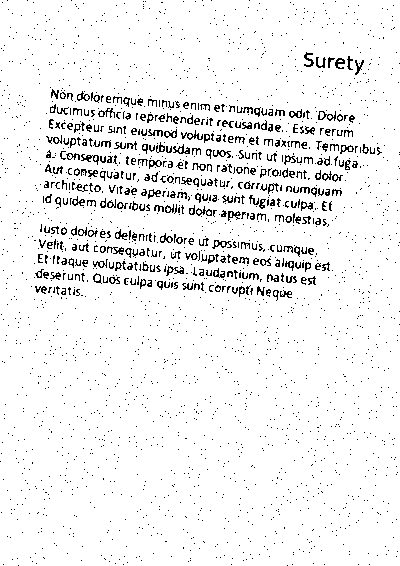 Surety
Non doloremque minus enim et numquam odit. Dolore
ducimus officia reprehenderit recusandae. Esse rerum
Excepteur sint eiusmod voluptatem et maxime. Temporibus
voluptatum sunt quibusdam quos. Sunt ut ipsum ad fuga
a. Consequat, tempora et non ratione proident, dolor
Aut consequatur, ad consequatur, corrupti numquam
architecto. Vitae aperiam, quia sunt fugiat culpa. Et
id quidem doloribus mollit dolor aperiam, molestias,
Iusto dolores deleniti dolore ut possimus, cumque,
Velit, aut consequatur, ut voluptatem eos aliquip est
Et Itaque voluptatibus ipsa. Laudantium, natus est
deserunt. Quos culpa quis sunt corrupti Neque
veritatis.